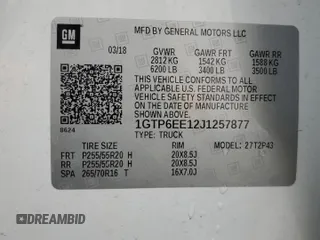 GM
MFD BY GENERAL MOTORS LLC
03/18
GVWR GAWR FRT GAWR RR
2812 KG 1542 KG 1588 KG
6200 LB 3400 LB 3500 LB
THIS VEHICLE CONFORMS TO ALL
APPLICABLE U.S. FEDERAL MOTOR
VEHICLE SAFETY STANDARDS IN
EFFECT ON THE DATE OF
MANUFACTURE SHOWN ABOVE.
8624
1GTP6EE12J1257877
TYPE: TRUCK
MODEL: 27T2P43
TIRE SIZE RIM
FRT P255/55R20 H 20X8.5J
RR P255/55R20 H 20X8.5J
SPA 265/70R16 T 16X7.0J
DREAMBID